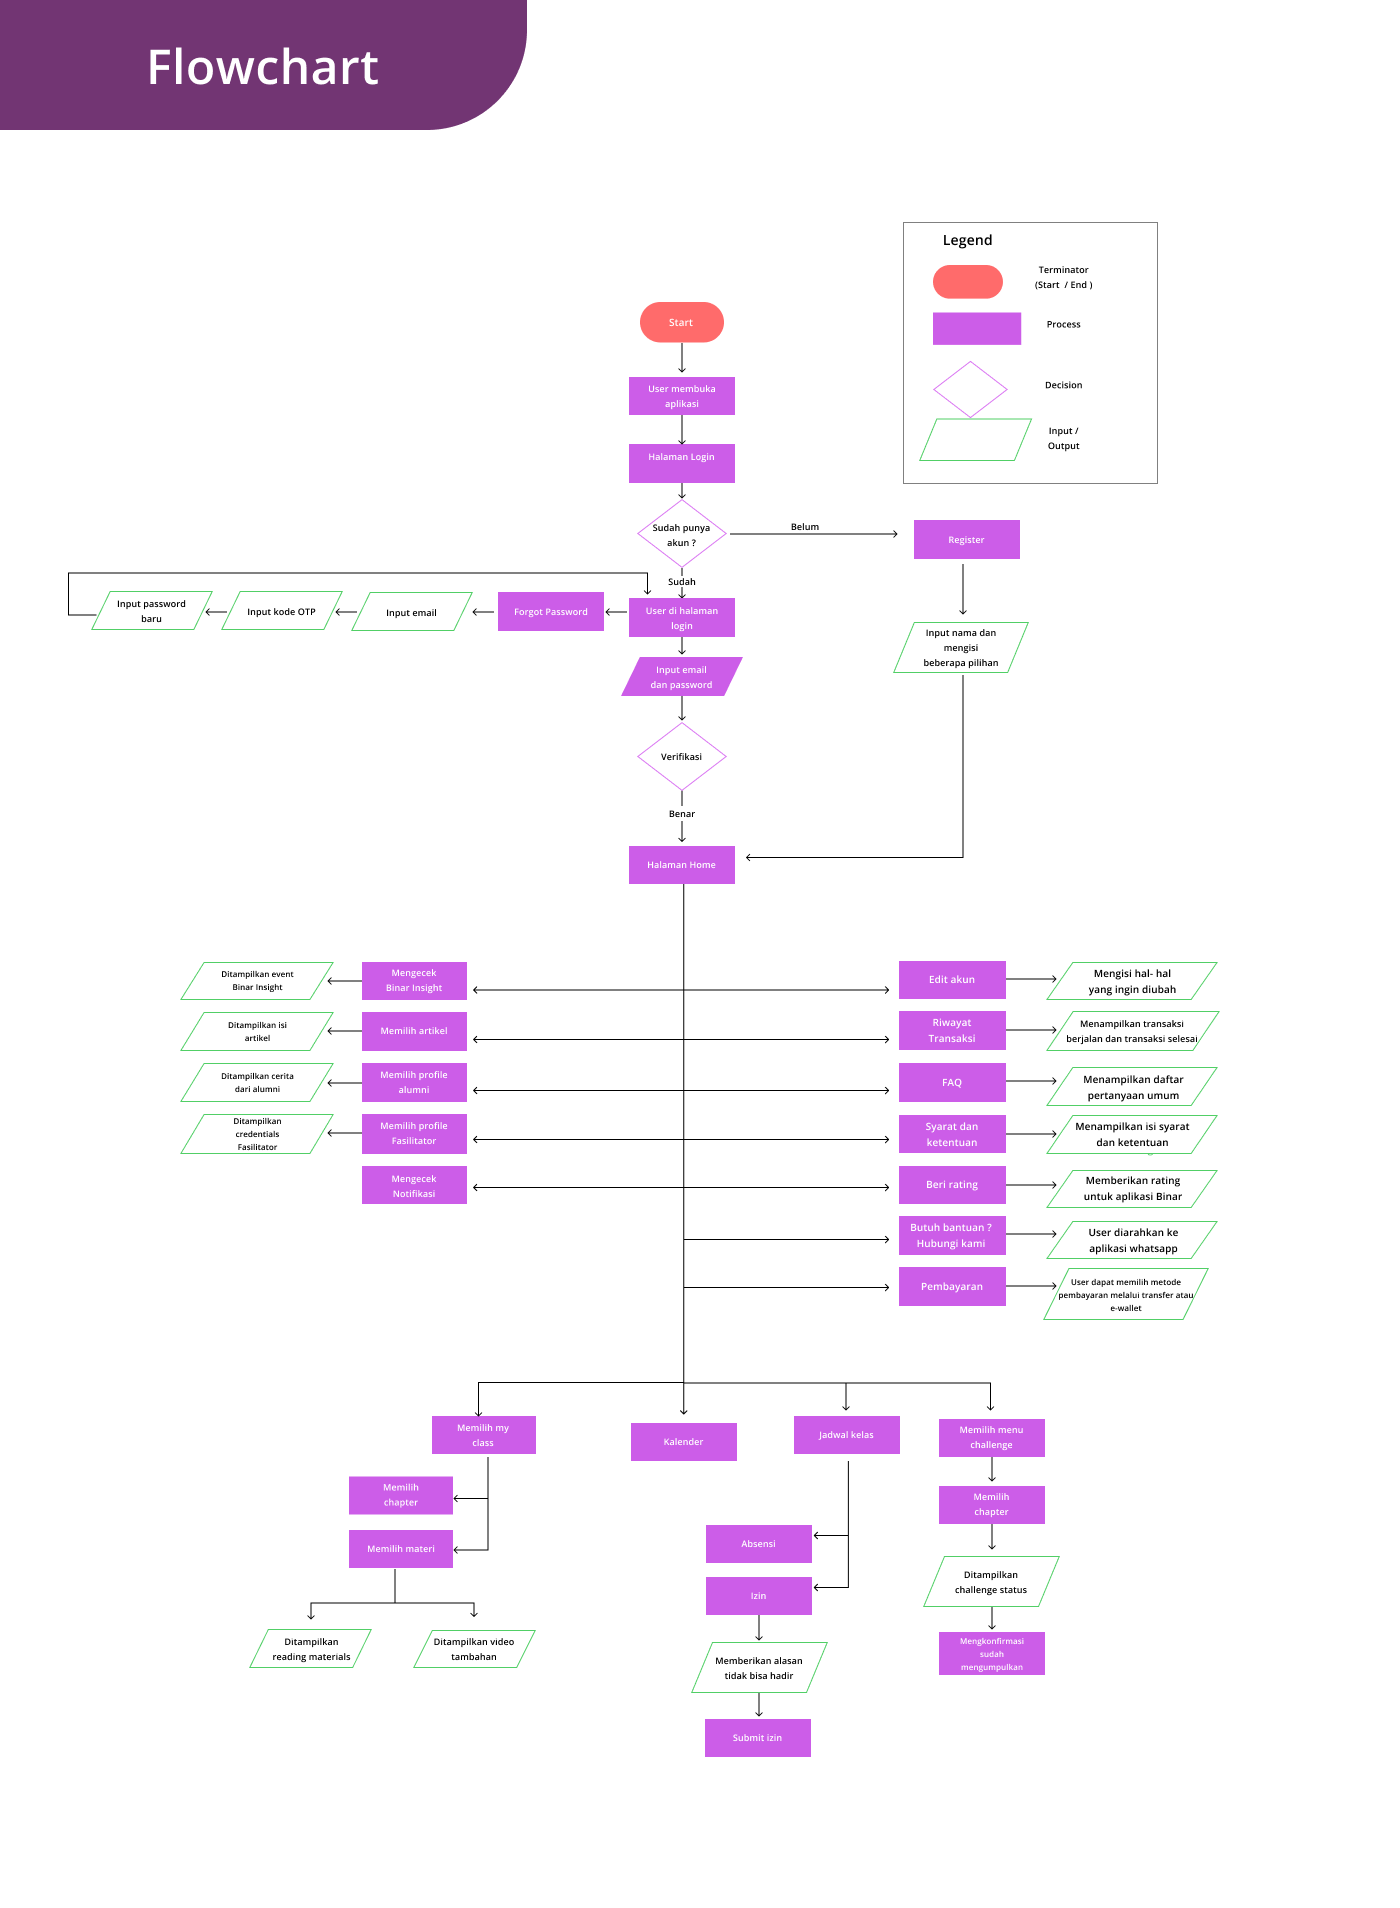 Flowchart
Legend
Terminator
(Start / End )
Process
Decision
Input /
Output
Start
User membuka
aplikasi
Halaman Login
Sudah punya
akun ?
Belum
Register
Sudah
Input password
baru
Input kode OTP
Input email
Forgot Password
User di halaman
login
Input nama dan
mengisi
beberapa pilihan
Input email
dan password
Verifikasi
Benar
Halaman Home
Ditampilkan event
Binar Insight
Mengecek
Binar Insight
Edit akun
Mengisi hal- hal
yang ingin diubah
Ditampilkan isi
artikel
Memilih artikel
Riwayat
Transaksi
Menampilkan transaksi
berjalan dan transaksi selesai
Ditampilkan cerita
dari alumni
Memilih profile
alumni
FAQ
Menampilkan daftar
pertanyaan umum
Ditampilkan
credentials
Fasilitator
Memilih profile
Fasilitator
Syarat dan
ketentuan
Menampilkan isi syarat
dan ketentuan
Mengecek
Notifikasi
Beri rating
Memberikan rating
untuk aplikasi Binar
Butuh bantuan ?
Hubungi kami
User diarahkan ke
aplikasi whatsapp
Pembayaran
User dapat memilih metode
pembayaran melalui transfer atau
e-wallet
Memilih my
class
Kalender
Jadwal kelas
Memilih menu
challenge
Memilih
chapter
Memilih
chapter
Memilih materi
Absensi
Izin
Ditampilkan
challenge status
Ditampilkan
reading materials
Ditampilkan video
tambahan
Memberikan alasan
tidak bisa hadir
Mengkonfirmasi
sudah
mengumpulkan
Submit izin